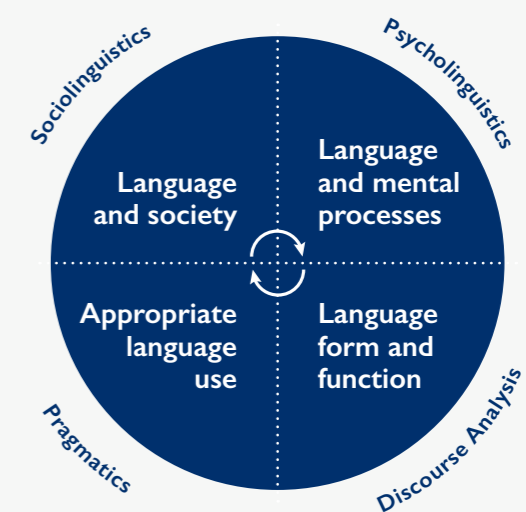 Sociolinguistics
Psycholinguistics
Language
and society
Language
and mental
processes
Appropriate
language
use
Language
form and
function
Pragmatics
Discourse Analysis